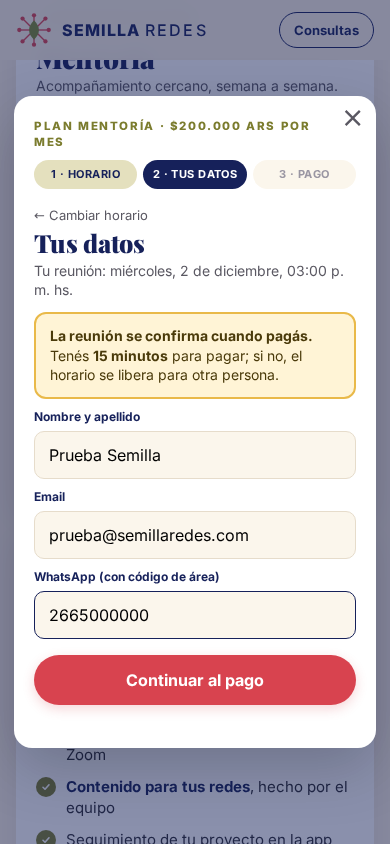 SEMILLA REDES
Consultas
Mentoría
Acompañamiento cercano, semana a semana.
PLAN MENTORÍA · $200.000 ARS POR
MES
1 · HORARIO
2 · TUS DATOS
3 · PAGO
← Cambiar horario
Tus datos
Tu reunión: miércoles, 2 de diciembre, 03:00 p.
m. hs.
La reunión se confirma cuando pagás.
Tenés 15 minutos para pagar; si no, el
horario se libera para otra persona.
Nombre y apellido
Prueba Semilla
Email
prueba@semillaredes.com
WhatsApp (con código de área)
2665000000
Continuar al pago
Zoom
Contenido para tus redes, hecho por el
equipo
Seguimiento de tu proyecto en la app